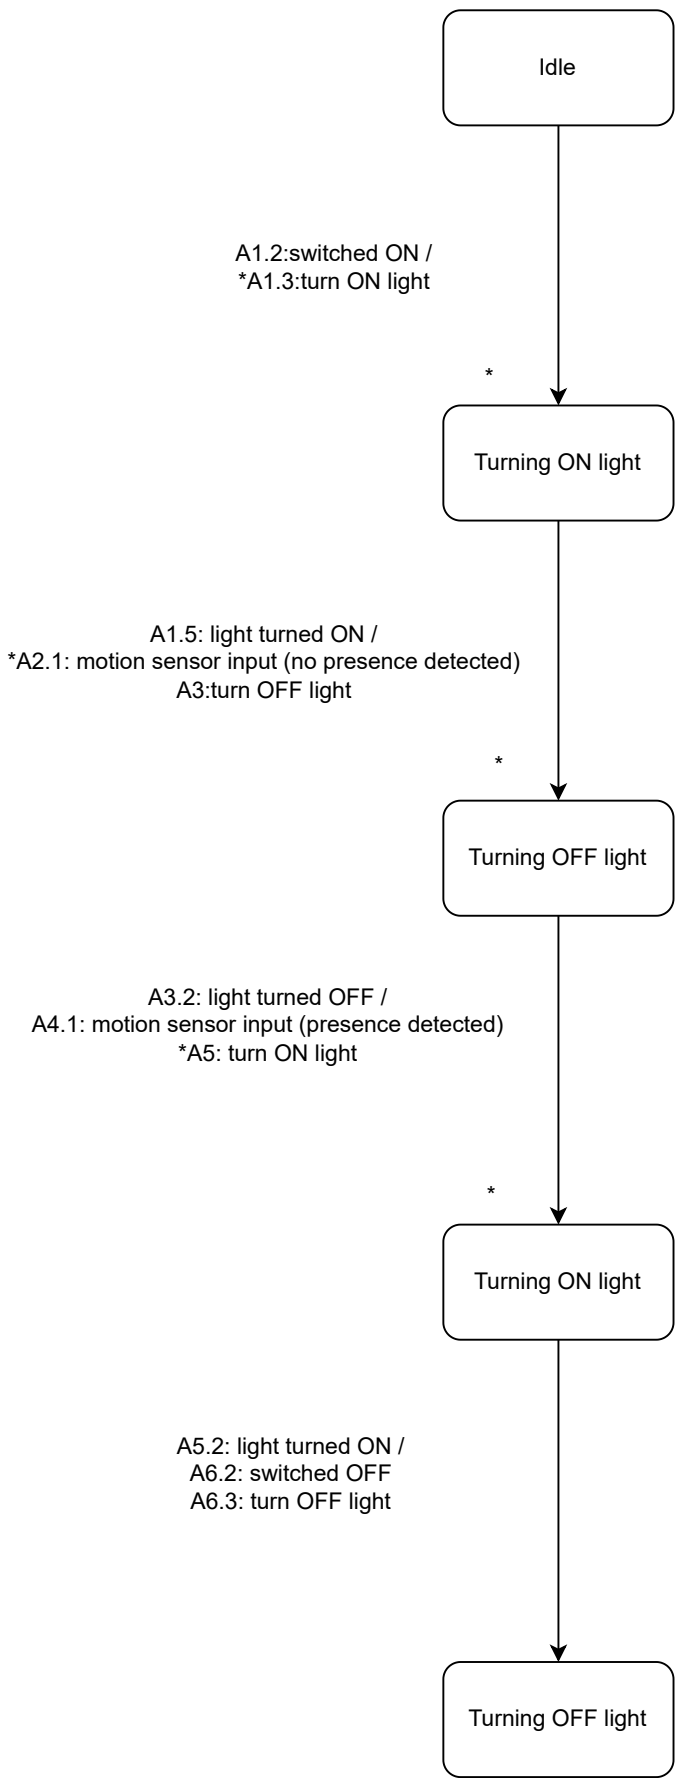 Idle
A1.2:switched ON /
*A1.3:turn ON light
*
Turning ON light
A1.5: light turned ON /
*A2.1: motion sensor input (no presence detected)
A3:turn OFF light
*
Turning OFF light
A3.2: light turned OFF /
A4.1: motion sensor input (presence detected)
*A5: turn ON light
*
Turning ON light
A5.2: light turned ON /
A6.2: switched OFF
A6.3: turn OFF light
Turning OFF light